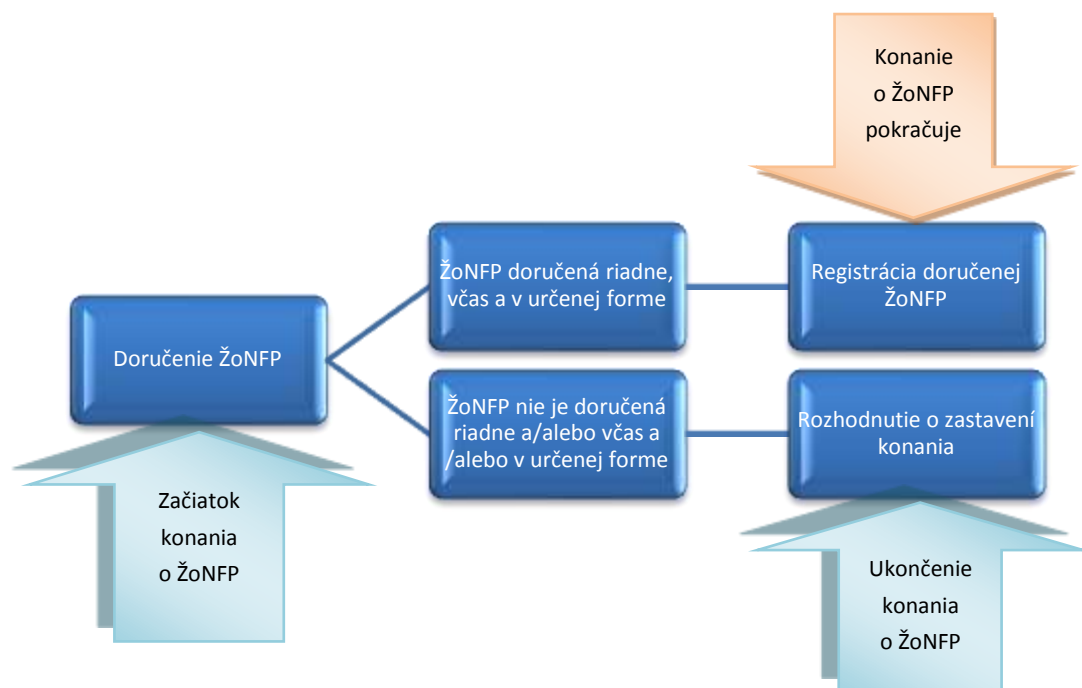 Konanie
o ŽoNFP
pokračuje
ŽoNFP doručená riadne,
včas a v určenej forme
Registrácia doručenej
ŽoNFP
Doručenie ŽoNFP
ŽoNFP nie je doručená
riadne a/alebo včas a
/alebo v určenej forme
Rozhodnutie o zastavení
konania
Začiatok
konania
o ŽoNFP
Ukončenie
konania
o ŽoNFP